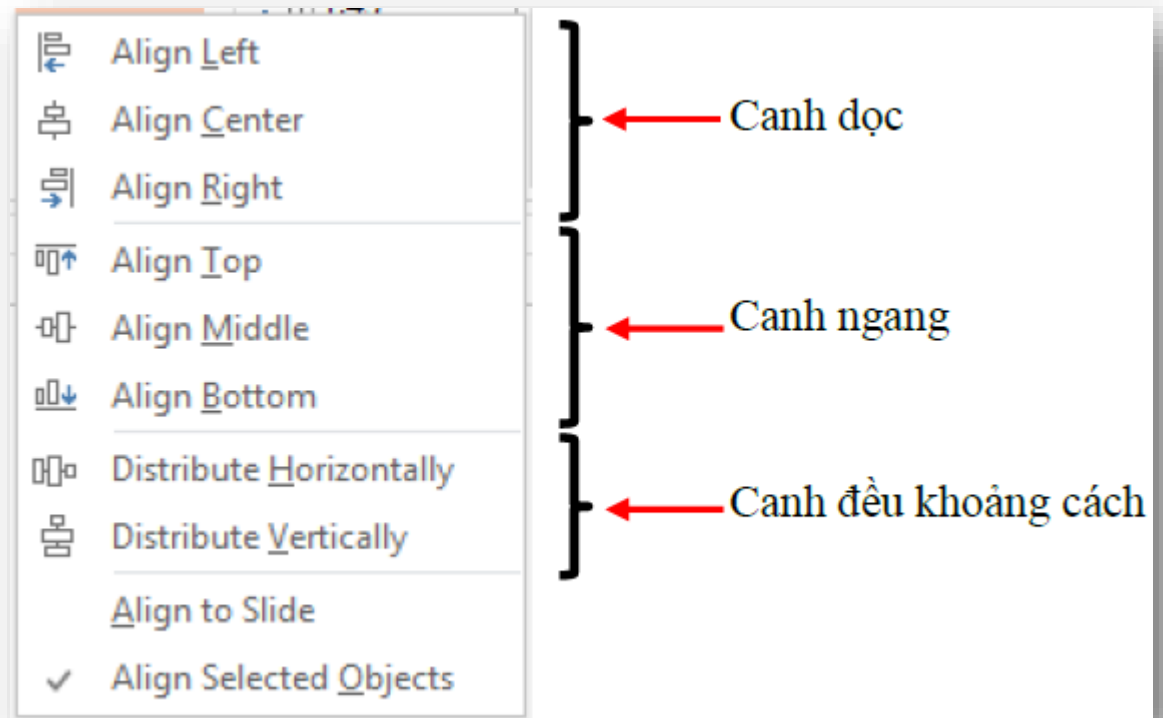 Align Left
Align Center
Align Right
Canh dọc
Align Top
Align Middle
Align Bottom
Canh ngang
Distribute Horizontally
Distribute Vertically
Canh đều khoảng cách
Align to Slide
Align Selected Objects